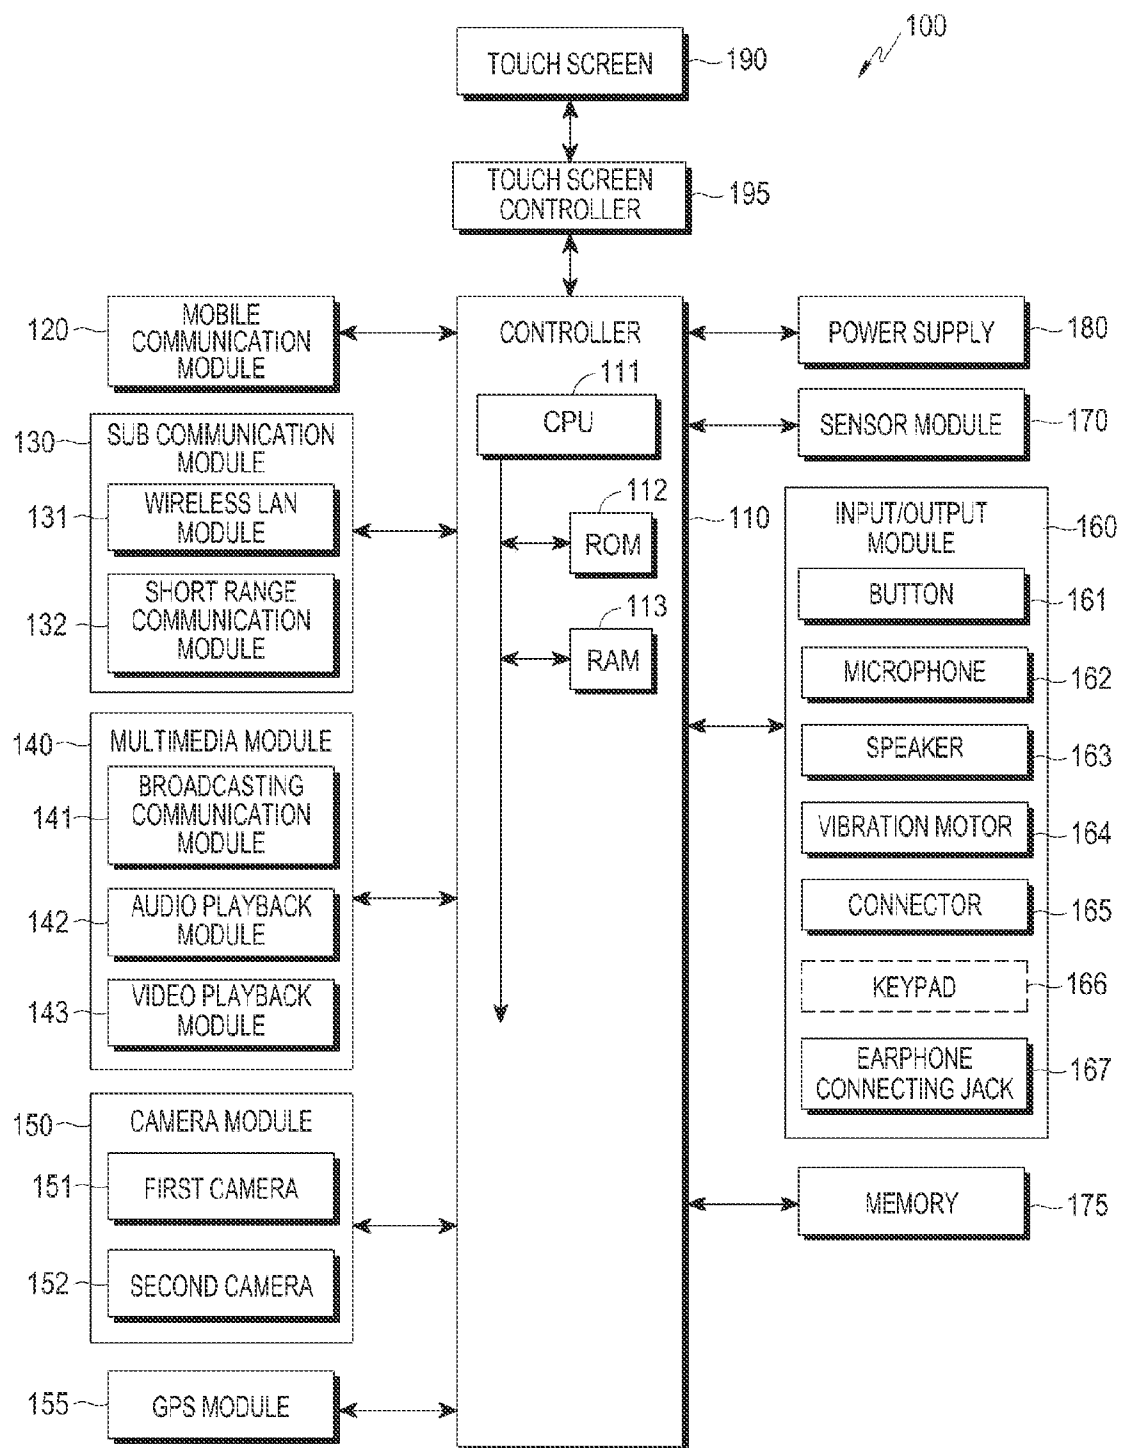 100
TOUCH SCREEN
190
TOUCH SCREEN
CONTROLLER
195
120
MOBILE
COMMUNICATION
MODULE
130
SUB COMMUNICATION
MODULE
131
WIRELESS LAN
MODULE
132
SHORT RANGE
COMMUNICATION
MODULE
140
MULTIMEDIA MODULE
141
BROADCASTING
COMMUNICATION
MODULE
142
AUDIO PLAYBACK
MODULE
143
VIDEO PLAYBACK
MODULE
150
CAMERA MODULE
151
FIRST CAMERA
152
SECOND CAMERA
155
GPS MODULE
CONTROLLER
111
CPU
112
ROM
113
RAM
110
POWER SUPPLY
180
SENSOR MODULE
170
INPUT/OUTPUT
MODULE
160
BUTTON
161
MICROPHONE
162
SPEAKER
163
VIBRATION MOTOR
164
CONNECTOR
165
KEYPAD
166
EARPHONE
CONNECTING JACK
167
MEMORY
175